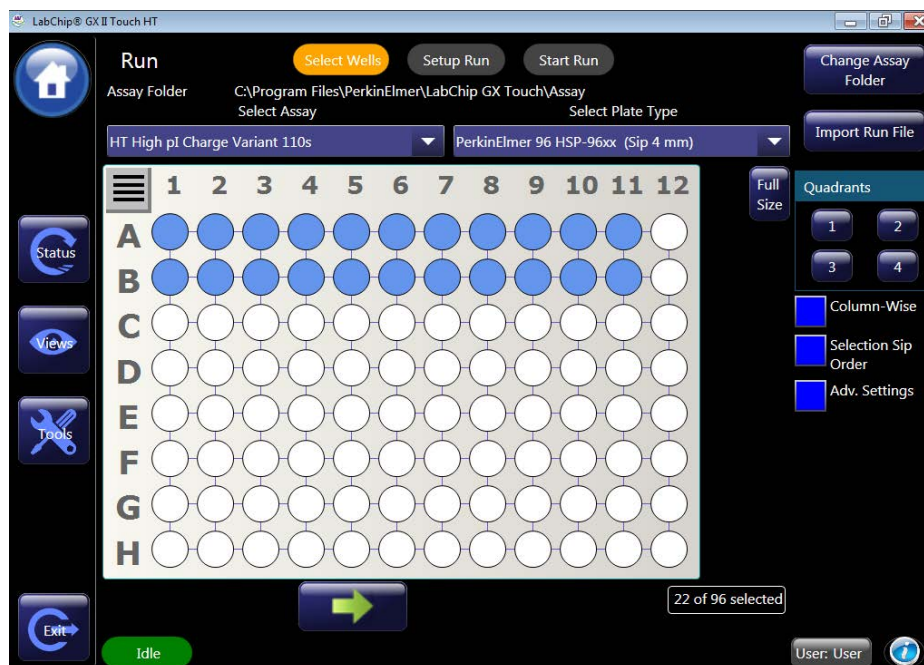 LabChip® GX II Touch HT
Run
Select Wells
Setup Run
Start Run
Change Assay
Folder
Assay Folder
C:\Program Files\PerkinElmer\LabChip GX Touch\Assay
Select Assay
Select Plate Type
HT High pI Charge Variant 110s
PerkinElmer 96 HSP-96xx (Sip 4 mm)
Import Run File
1 2 3 4 5 6 7 8 9 10 11 12
A
B
C
D
E
F
G
H
Full
Size
Quadrants
1 2
3 4
Column-Wise
Selection Sip
Order
Adv. Settings
Status
Views
Tools
Exit
22 of 96 selected
Idle
User: User